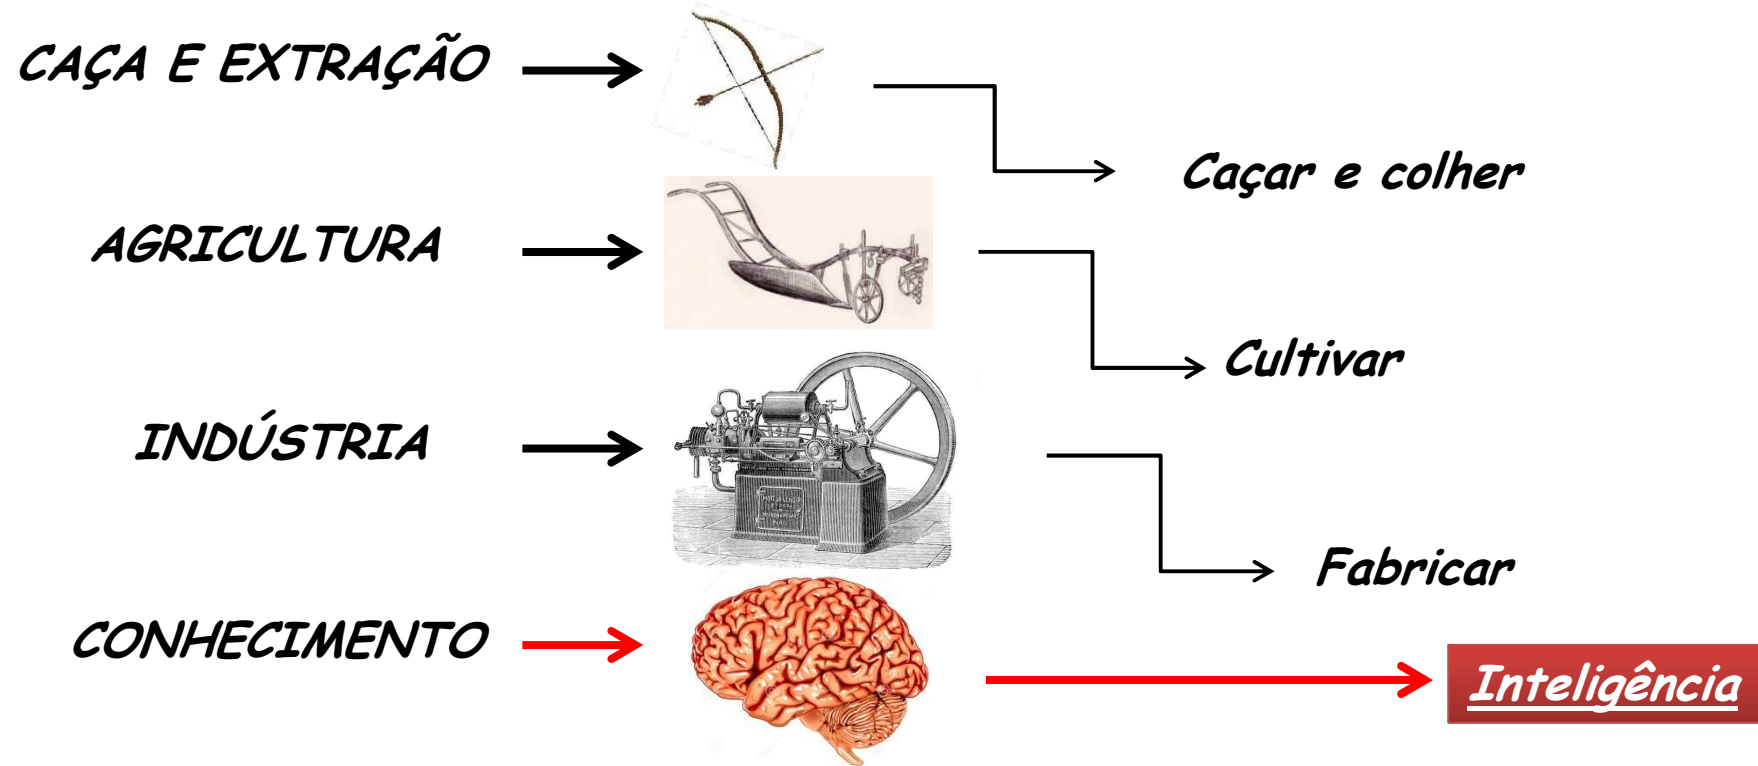 CAÇA E EXTRAÇÃO
Caçar e colher
AGRICULTURA
Cultivar
INDÚSTRIA
Fabricar
CONHECIMENTO
Inteligência